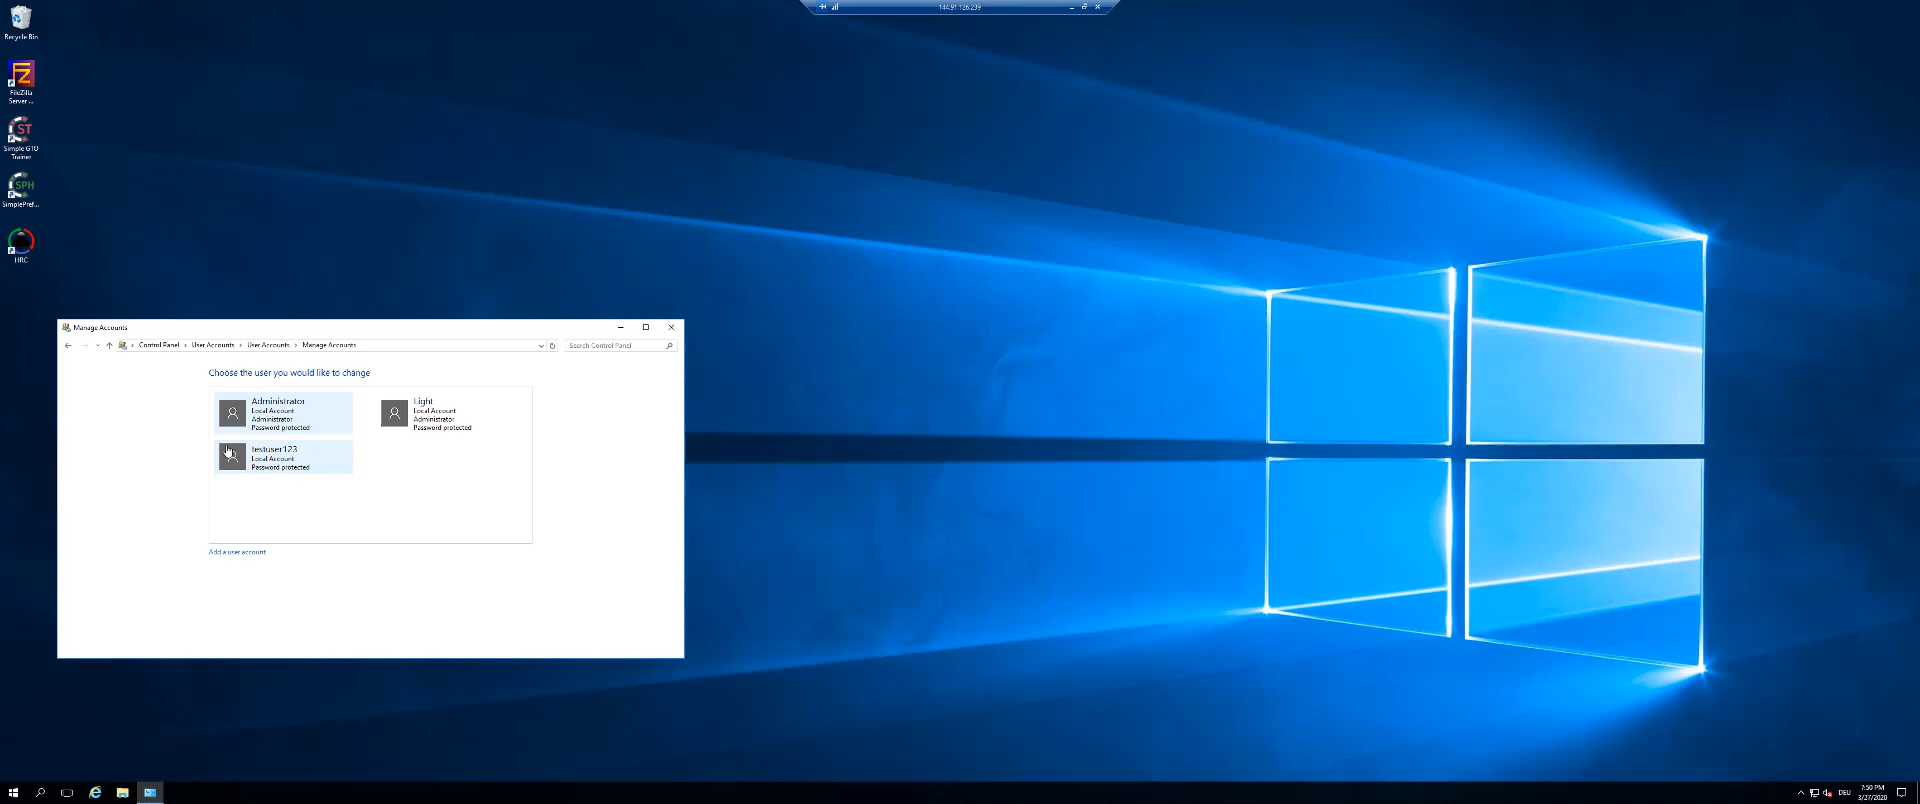 144.91.126.239
Recycle Bin
FileZilla
Server ...
ST
Simple GTO
Trainer
SPH
SimplePref...
HRC
Manage Accounts
Control Panel › User Accounts › User Accounts › Manage Accounts
Search Control Panel
Choose the user you would like to change
Administrator
Local Account
Administrator
Password protected
Light
Local Account
Administrator
Password protected
testuser123
Local Account
Password protected
Add a user account
DEU
7:50 PM
3/27/2020